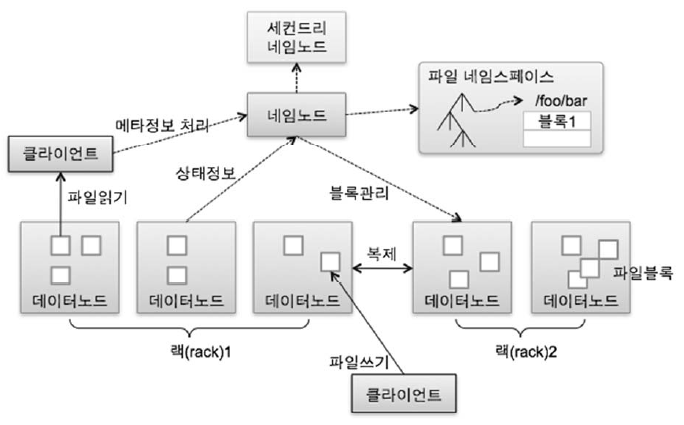 세컨드리
네임노드
파일 네임스페이스
/foo/bar
블록1
네임노드
메타정보 처리
클라이언트
상태정보
파일읽기
블록관리
복제
파일블록
데이터노드
데이터노드
데이터노드
데이터노드
데이터노드
랙(rack)1
랙(rack)2
파일쓰기
클라이언트